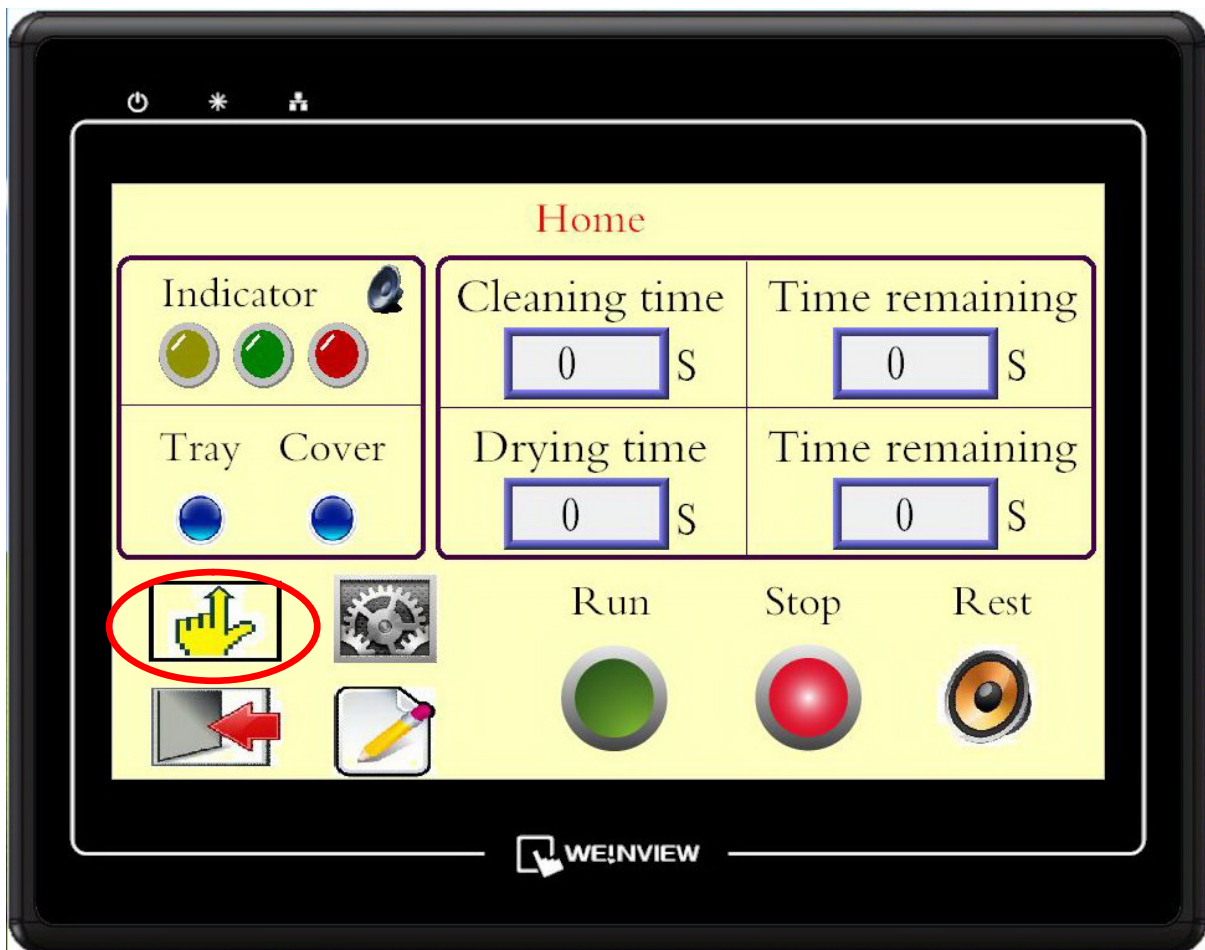 Home
Indicator
Cleaning time
Time remaining
0 S
0 S
Tray Cover
Drying time
Time remaining
0 S
0 S
Run Stop Rest
WEINVIEW